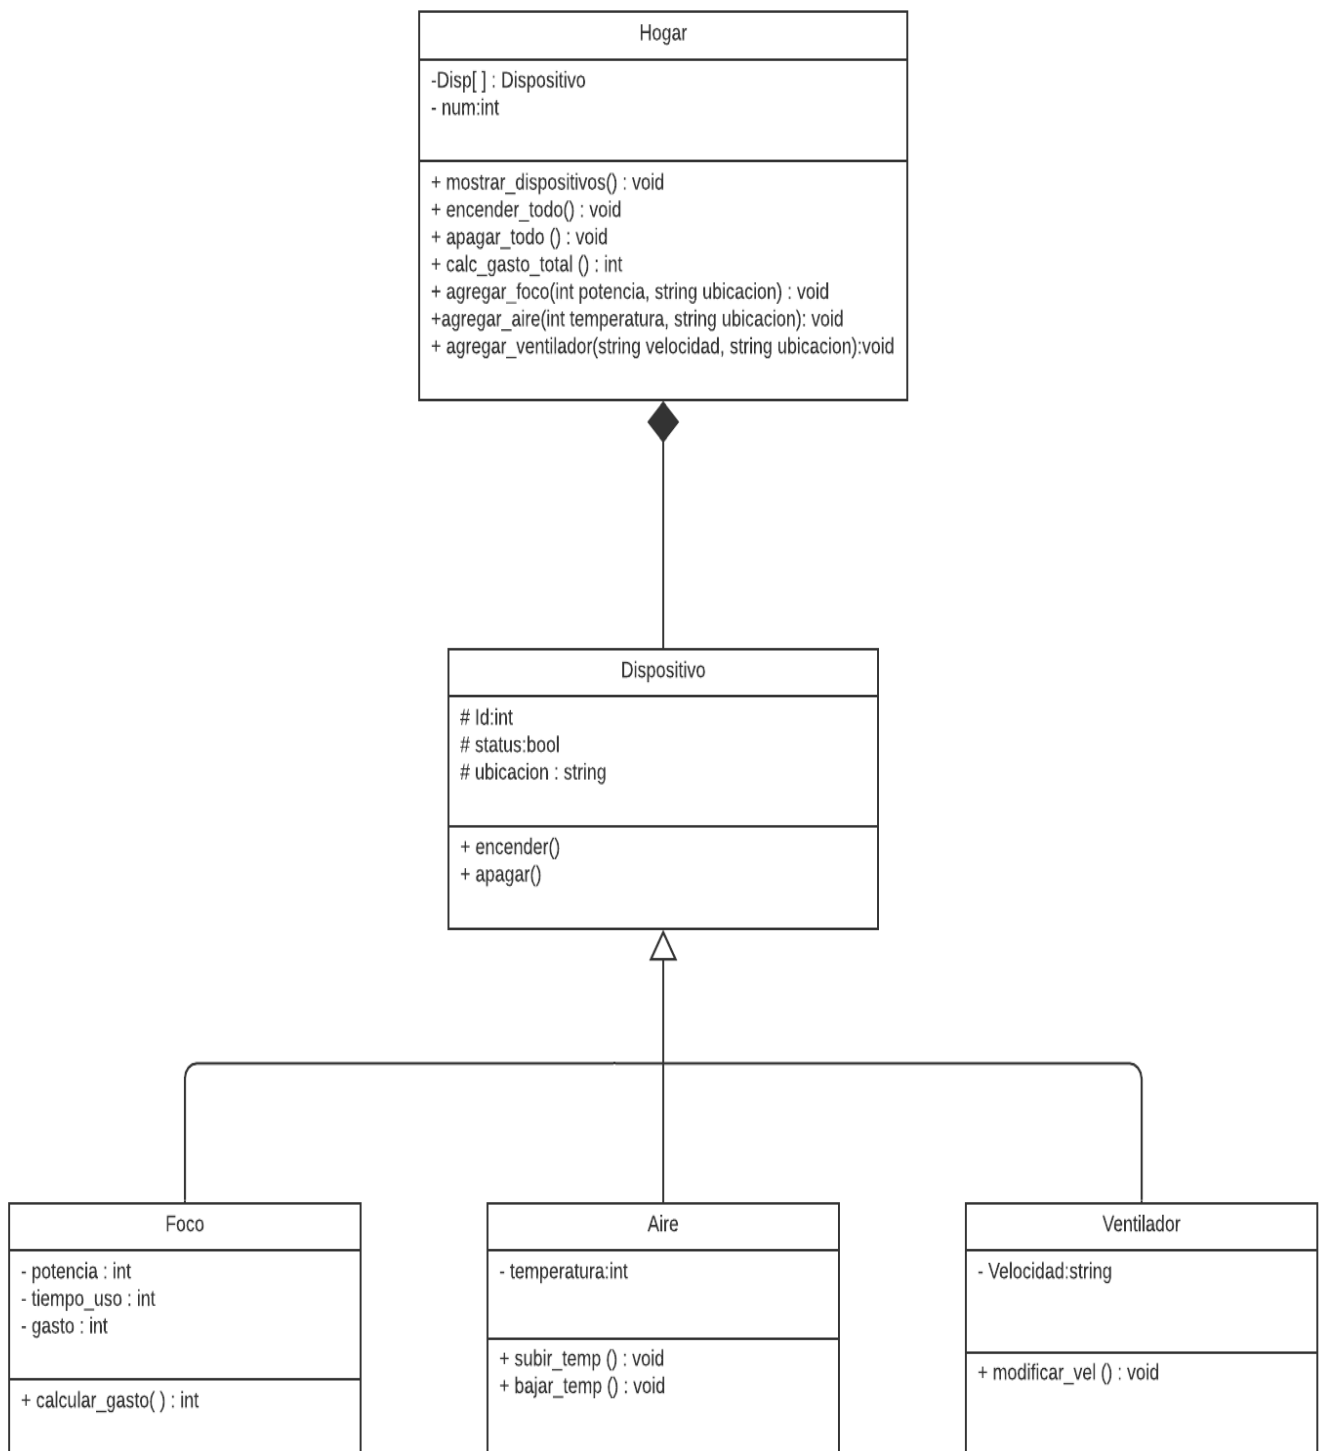 Hogar
-Disp[ ] : Dispositivo
- num:int
+ mostrar_dispositivos() : void
+ encender_todo() : void
+ apagar_todo () : void
+ calc_gasto_total () : int
+ agregar_foco(int potencia, string ubicacion) : void
+agregar_aire(int temperatura, string ubicacion): void
+ agregar_ventilador(string velocidad, string ubicacion):void
Dispositivo
# Id:int
# status:bool
# ubicacion : string
+ encender()
+ apagar()
Foco
- potencia : int
- tiempo_uso : int
- gasto : int
+ calcular_gasto( ) : int
Aire
- temperatura:int
+ subir_temp () : void
+ bajar_temp () : void
Ventilador
- Velocidad:string
+ modificar_vel () : void